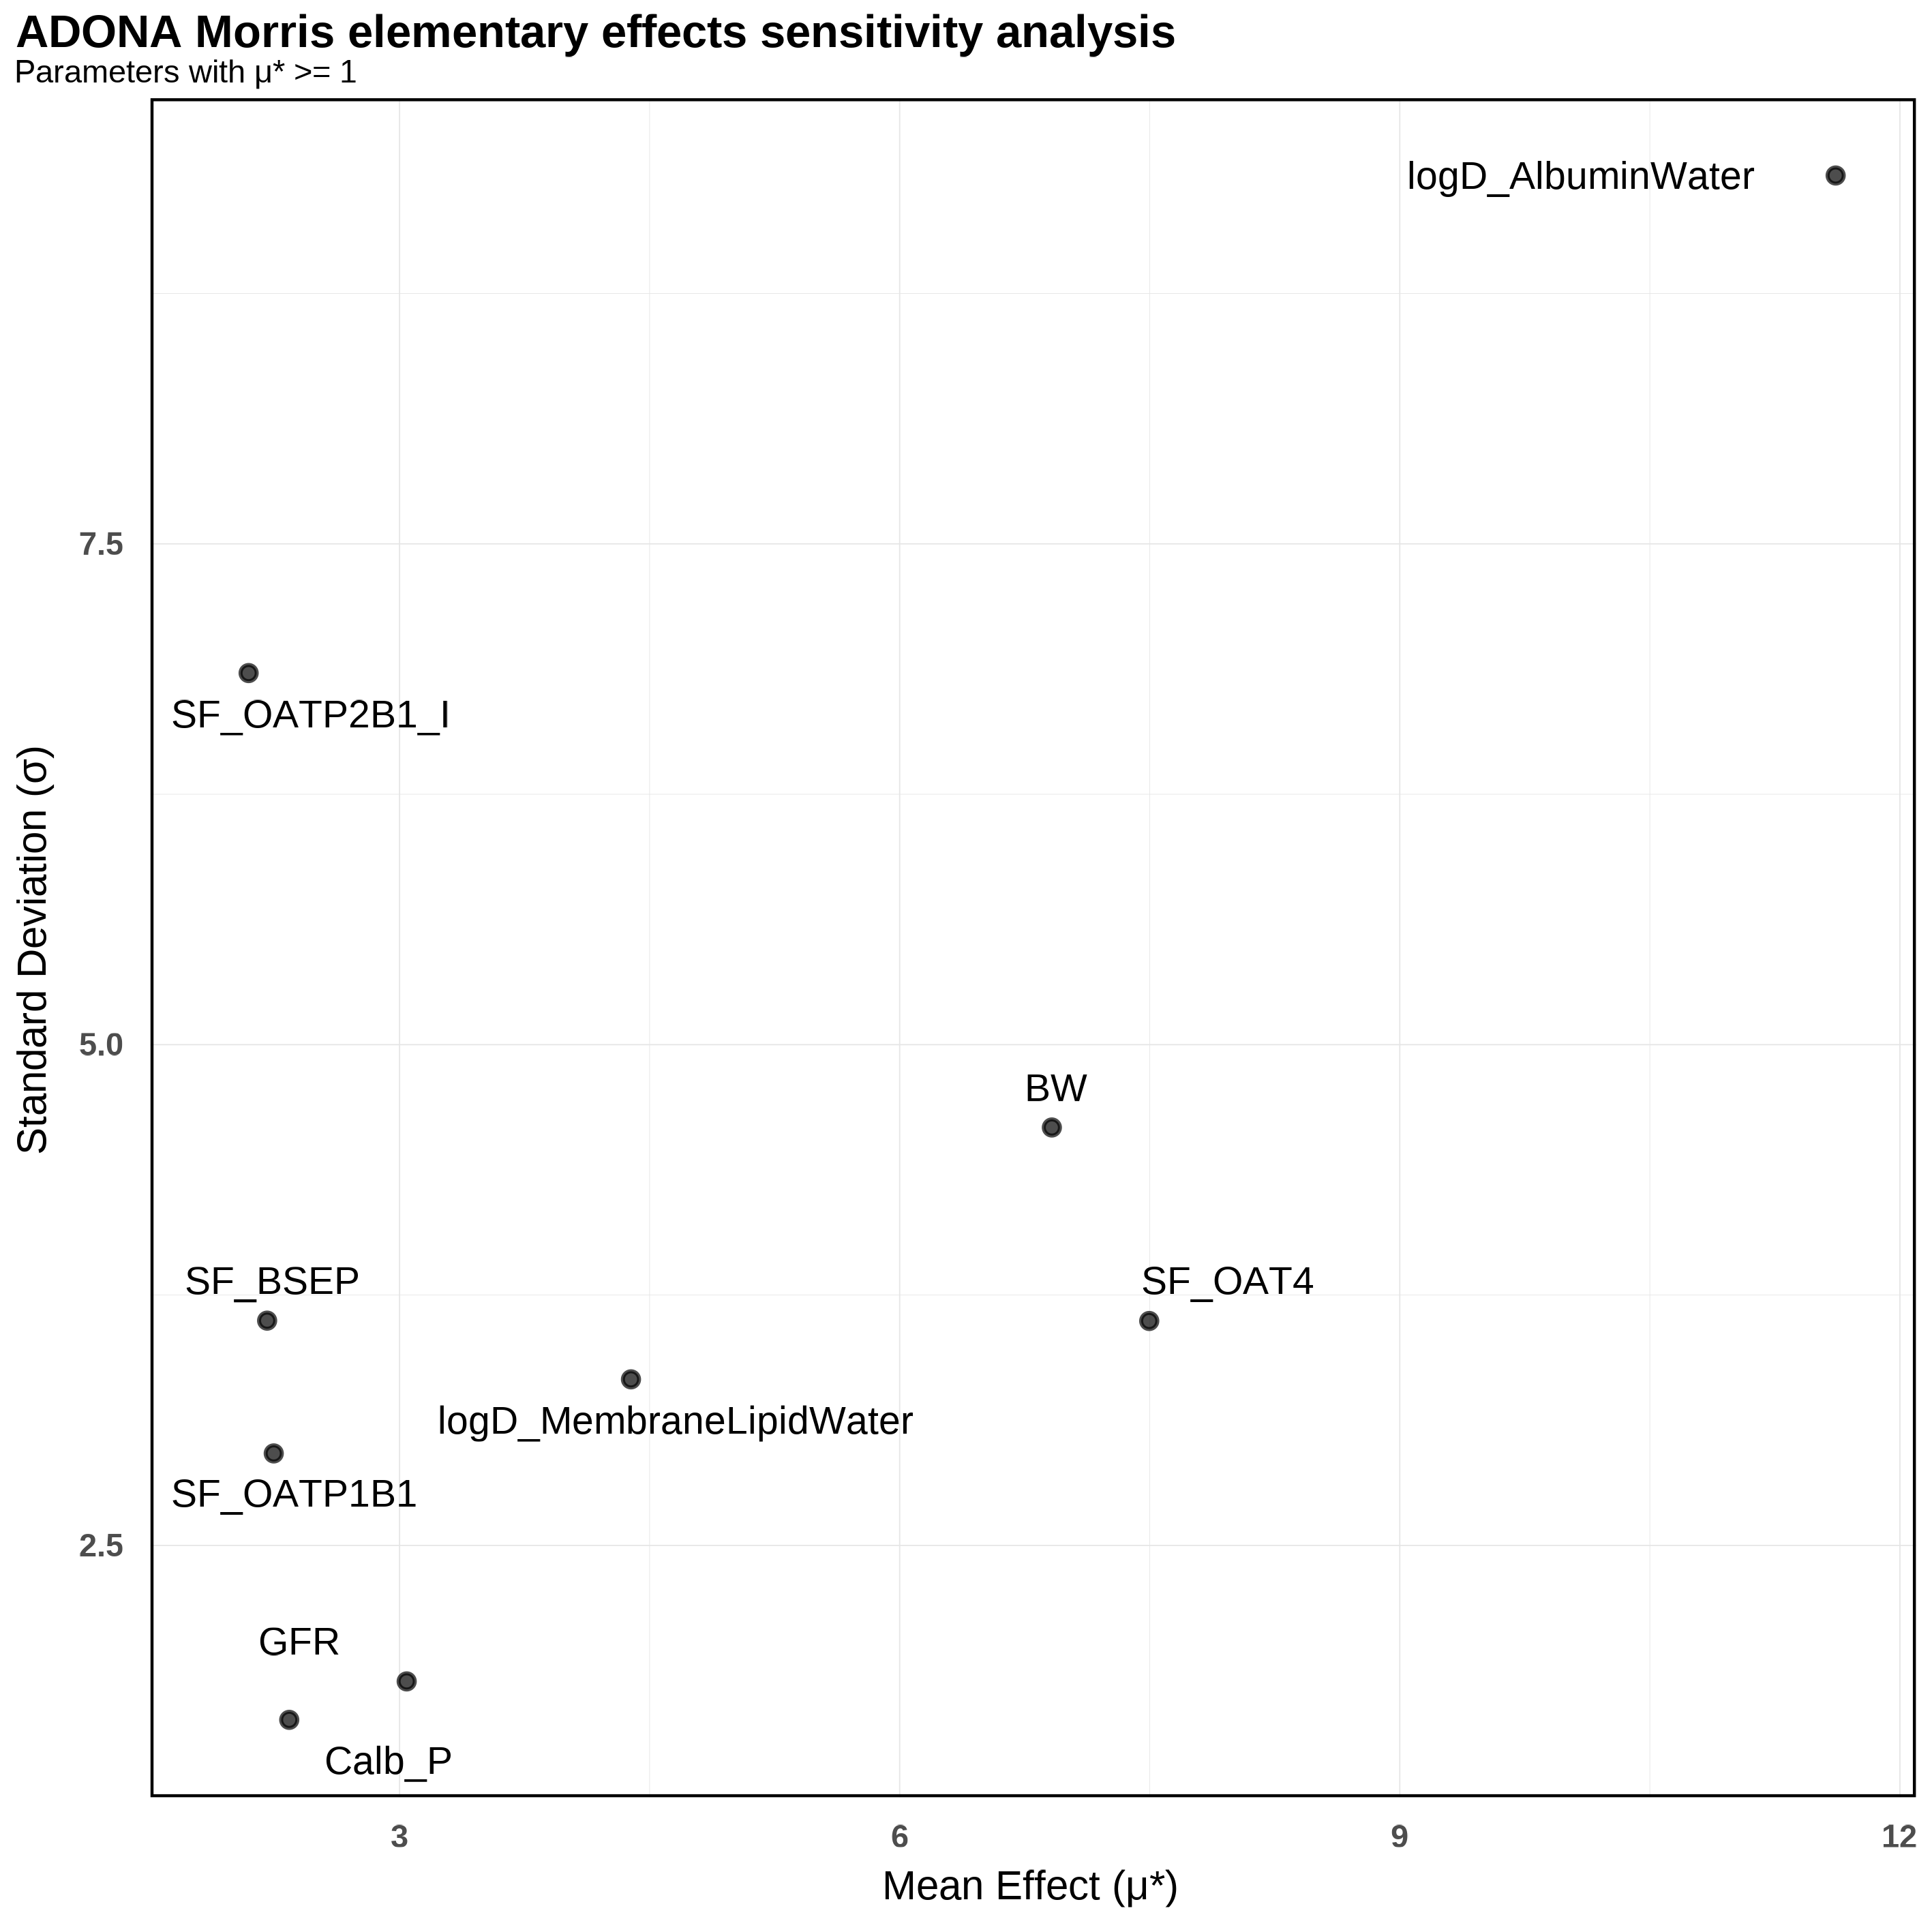 ADONA Morris elementary effects sensitivity analysis
Parameters with μ* >= 1
logD_AlbuminWater
7.5
SF_OATP2B1_I
Standard Deviation (σ)
5.0
BW
SF_BSEP
SF_OAT4
logD_MembraneLipidWater
SF_OATP1B1
2.5
GFR
Calb_P
3 6 9 12
Mean Effect (μ*)